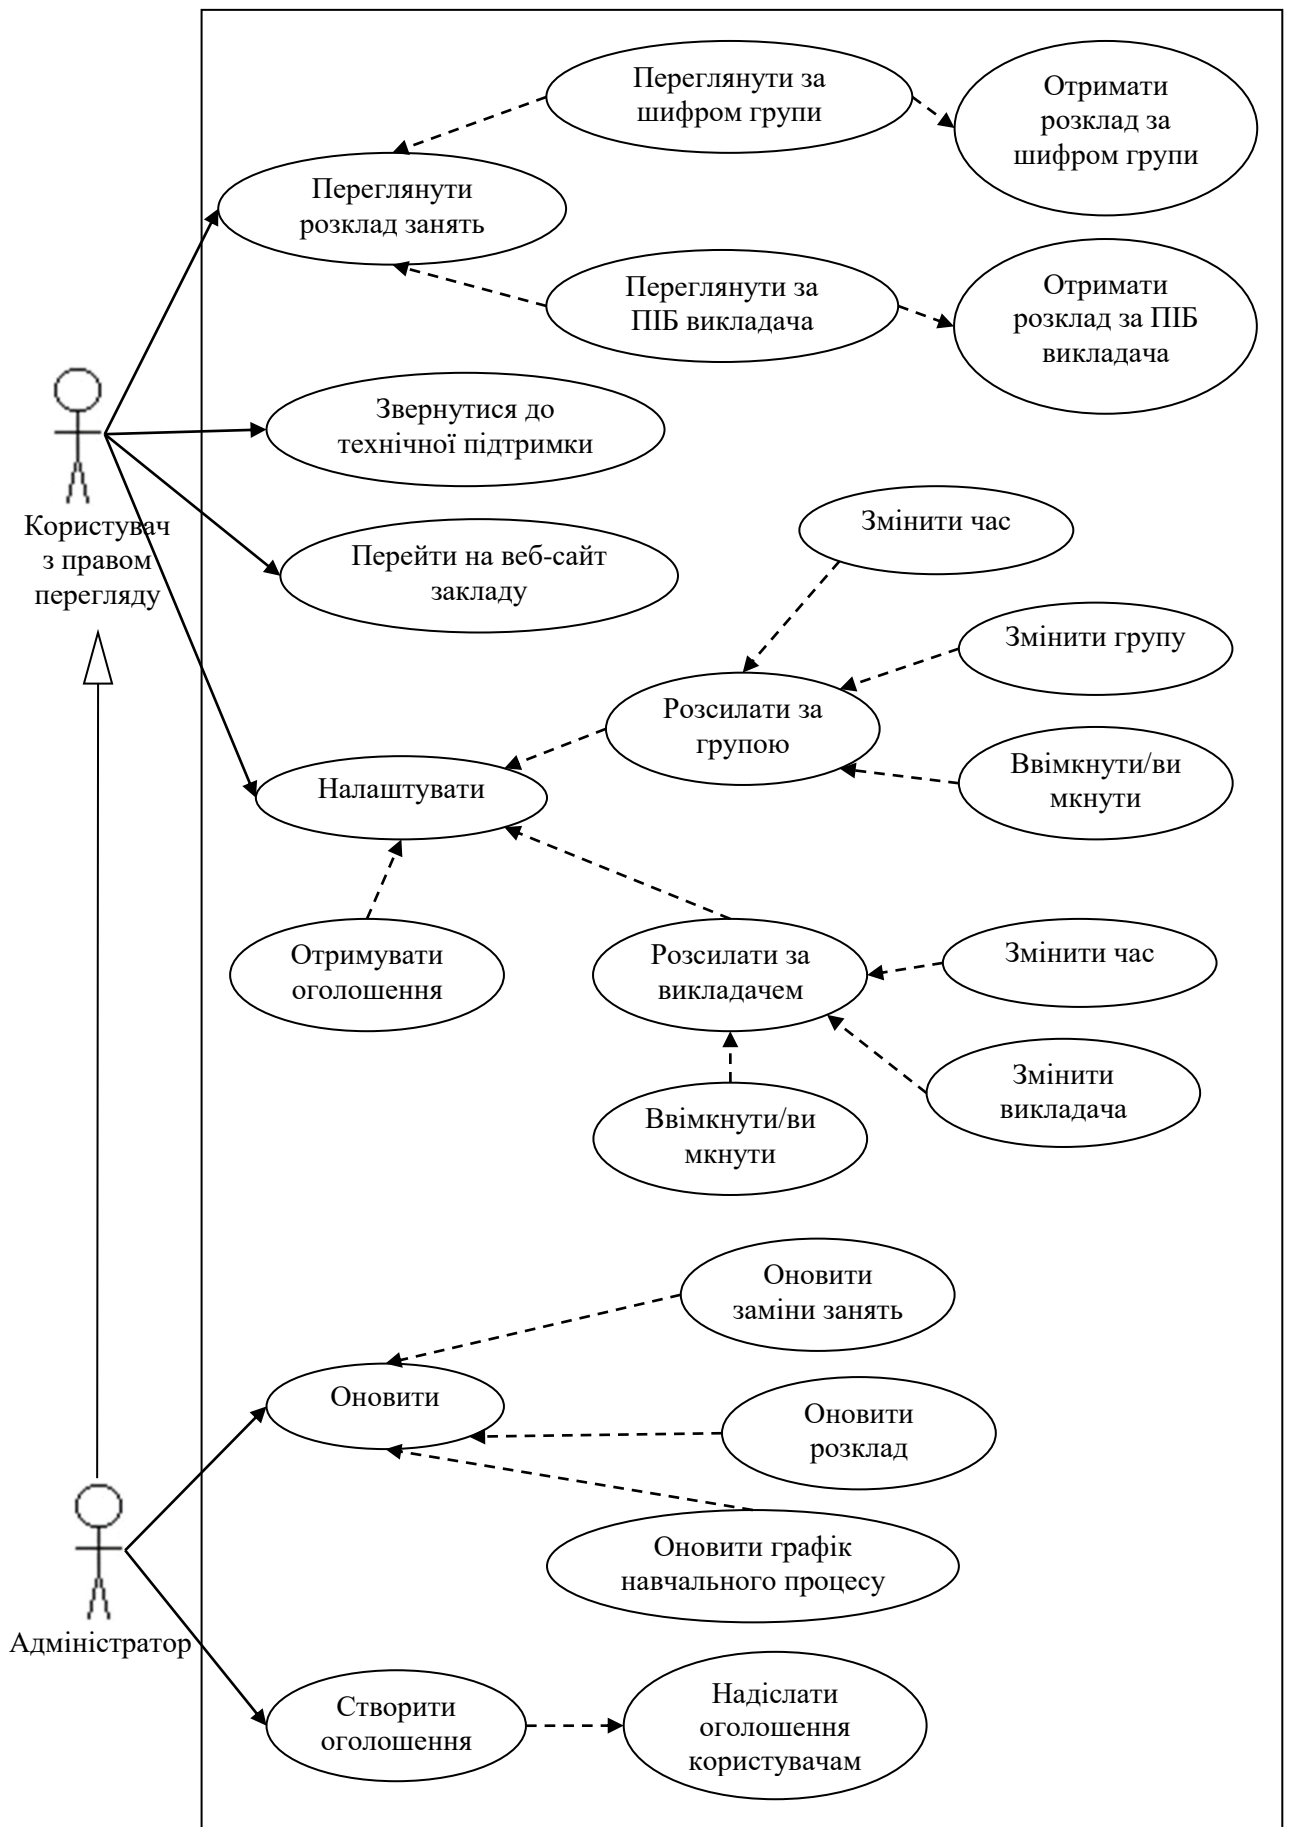 Переглянути за
шифром групи
Отримати
розклад за
шифром групи
Переглянути
розклад занять
Переглянути за
ПІБ викладача
Отримати
розклад за ПІБ
викладача
Звернутися до
технічної підтримки
Користувач
з правом
перегляду
Перейти на веб-сайт
закладу
Змінити час
Змінити групу
Розсилати за
групою
Ввімкнути/ви
мкнути
Налаштувати
Отримувати
оголошення
Розсилати за
викладачем
Змінити час
Змінити
викладача
Ввімкнути/ви
мкнути
Оновити
заміни занять
Оновити
Оновити
розклад
Оновити графік
навчального процесу
Адміністратор
Створити
оголошення
Надіслати
оголошення
користувачам